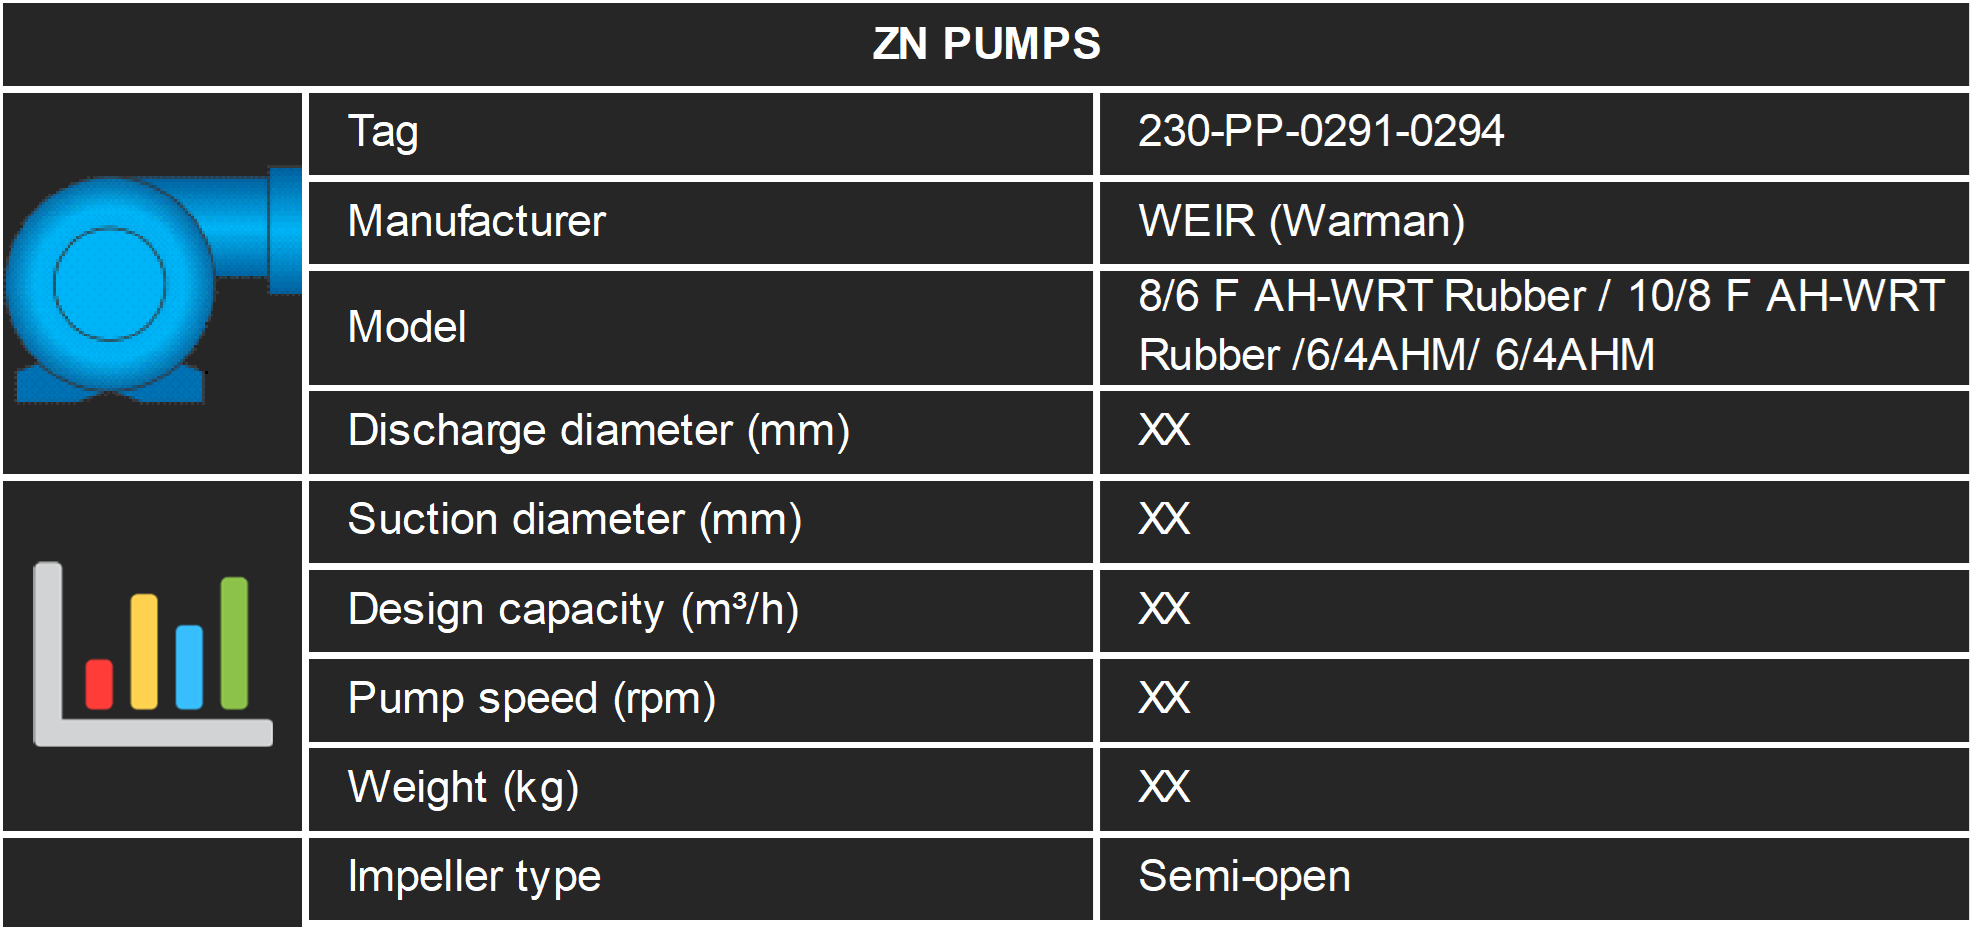 ZN PUMPS
Tag
230-PP-0291-0294
Manufacturer
WEIR (Warman)
Model
8/6 F AH-WRT Rubber / 10/8 F AH-WRT
Rubber /6/4AHM/ 6/4AHM
Discharge diameter (mm)
XX
Suction diameter (mm)
XX
Design capacity (m³/h)
XX
Pump speed (rpm)
XX
Weight (kg)
XX
Impeller type
Semi-open